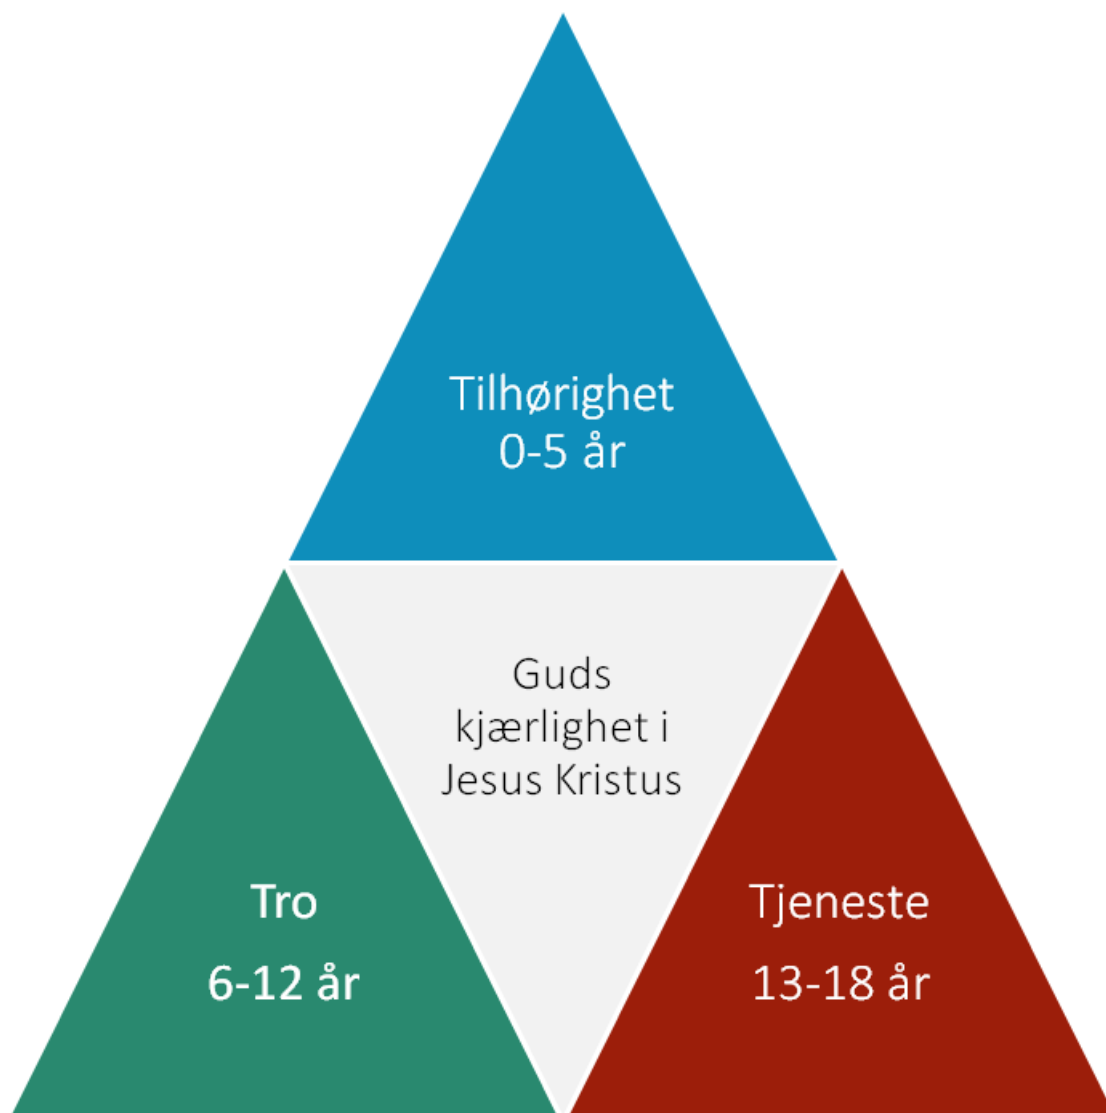 Tilhørighet
0-5 år
Guds
kjærlighet i
Jesus Kristus
Tro
6-12 år
Tjeneste
13-18 år